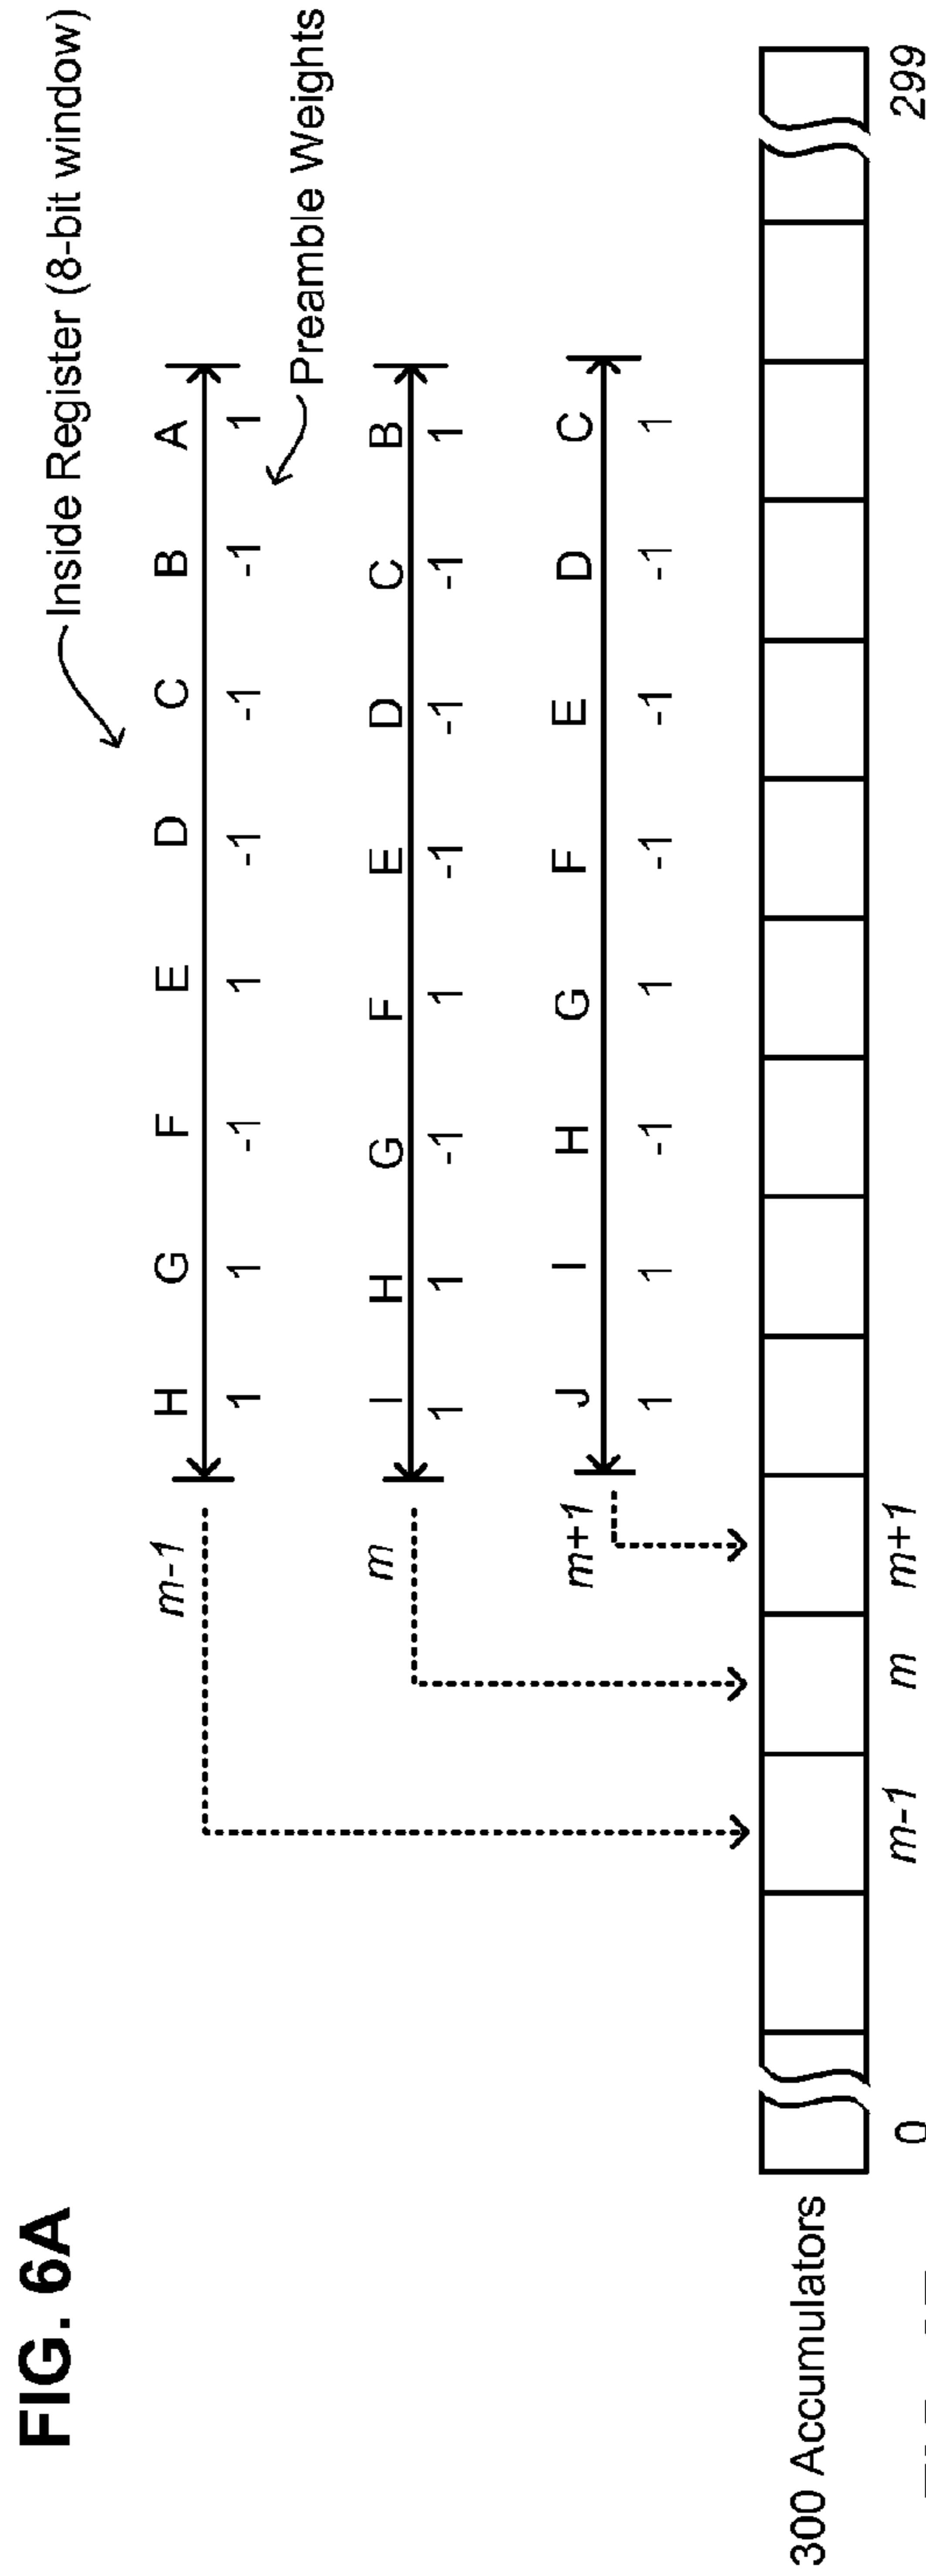 FIG. 6A
Inside Register (8-bit window)
m-1
H G F E D C B A
1 1 -1 1 -1 -1 -1 1
Preamble Weights
m
I H G F E D C B
1 1 -1 1 -1 -1 -1 1
m+1
J I H G F E D C
1 1 -1 1 -1 -1 -1 1
300 Accumulators
0 m-1 m m+1 299